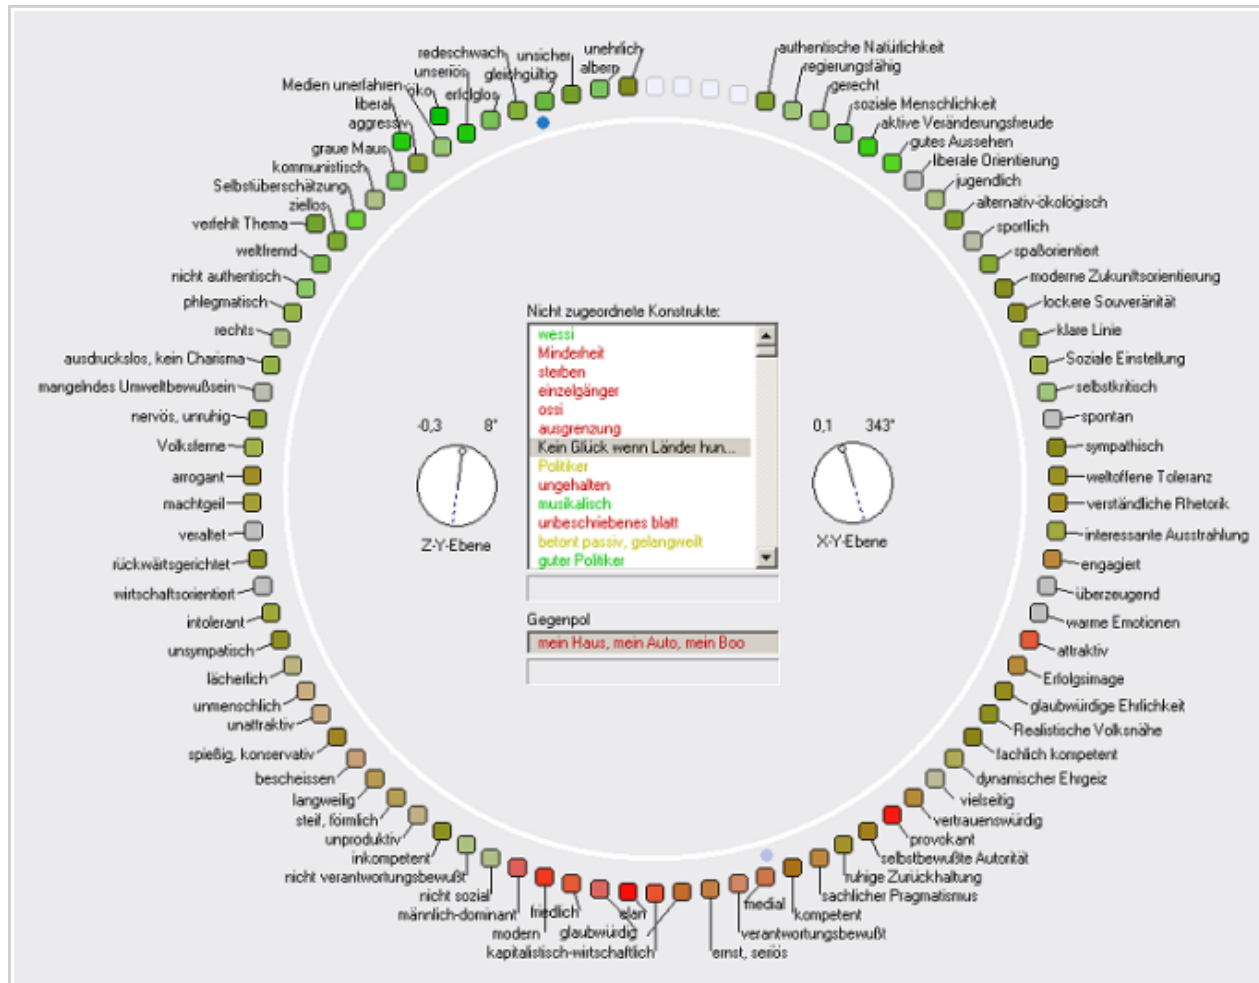 unehrlich
authentische Natürlichkeit
redeschwach
unsicher
albern
regierungsfähig
unseriös
gleichgültig
gerecht
Medien unerfahren
öko
erfolglos
soziale Menschlichkeit
liberal
aktive Veränderungsfreude
aggressiv
gutes Aussehen
graue Maus
liberale Orientierung
kommunistisch
jugendlich
Selbstüberschätzung
ziellos
alternativ-ökologisch
verfehlt Thema
sportlich
weltfremd
spaßorientiert
nicht authentisch
moderne Zukunftsorientierung
phlegmatisch
lockere Souveränität
Nicht zugeordnete Konstrukte:
rechts
klare Linie
wessi
Minderheit
ausdruckslos, kein Charisma
Soziale Einstellung
sterben
mangelndes Umweltbewußsein
einzelgänger
selbstkritisch
ossi
nervös, unruhig
spontan
-0,3 8°
ausgrenzung
0,1 343°
Volksferne
Kein Glück wenn Länder hun...
sympathisch
Politiker
arrogant
ungehalten
weltoffene Toleranz
machtgeil
musikalisch
verständliche Rhetorik
unbeschriebenes blatt
veraltet
Z-Y-Ebene
betont passiv, gelangweilt
X-Y-Ebene
interessante Ausstrahlung
guter Politiker
rückwärtsgerichtet
engagiert
wirtschaftsorientiert
überzeugend
intolerant
Gegenpol
warme Emotionen
mein Haus, mein Auto, mein Boo
unsympatisch
attraktiv
lächerlich
Erfolgsimage
unmenschlich
glaubwürdige Ehrlichkeit
unattraktiv
Realistische Volksnähe
spießig, konservativ
fachlich kompetent
bescheissen
dynamischer Ehrgeiz
langweilig
vielseitig
steif, förmlich
vertrauenswürdig
unproduktiv
provokant
inkompetent
selbstbewußte Autorität
nicht verantwortungsbewußt
ruhige Zurückhaltung
nicht sozial
sachlicher Pragmatismus
männlich-dominant
friedlich
elan
medial
kompetent
modern
glaubwürdig
verantwortungsbewußt
kapitalistisch-wirtschaftlich
ernst, seriös